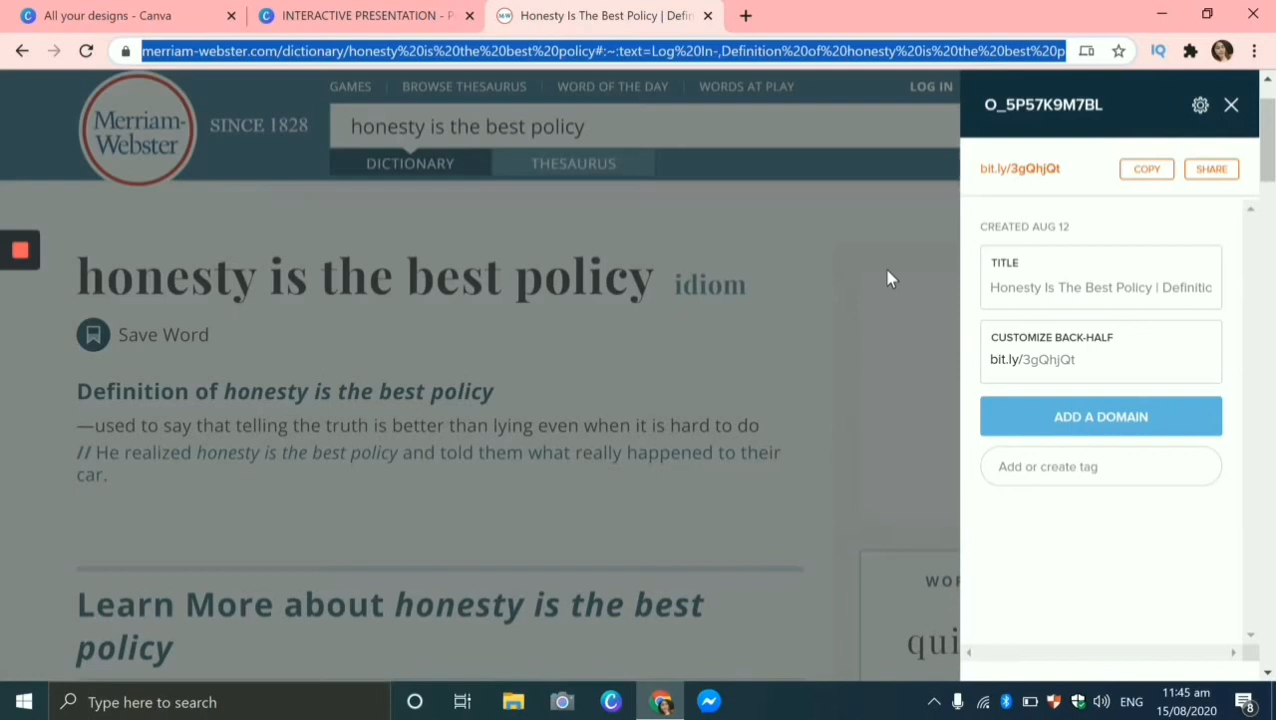 All your designs - Canva
INTERACTIVE PRESENTATION - P
Honesty Is The Best Policy | Defin
merriam-webster.com/dictionary/honesty%20is%20the%20best%20policy#:~:text=Log%20In-,Definition%20of%20honesty%20is%20the%20best%20p
GAMES
BROWSE THESAURUS
WORD OF THE DAY
WORDS AT PLAY
LOG IN
Merriam-
Webster
SINCE 1828
honesty is the best policy
DICTIONARY
THESAURUS
honesty is the best policy idiom
Save Word
Definition of honesty is the best policy
—used to say that telling the truth is better than lying even when it is hard to do
// He realized honesty is the best policy and told them what really happened to their
car.
Learn More about honesty is the best
policy
WOR
qui
O_5P57K9M7BL
bit.ly/3gQhjQt
COPY
SHARE
CREATED AUG 12
TITLE
Honesty Is The Best Policy | Definitic
CUSTOMIZE BACK-HALF
bit.ly/3gQhjQt
ADD A DOMAIN
Add or create tag
Type here to search
ENG
11:45 am
15/08/2020
8